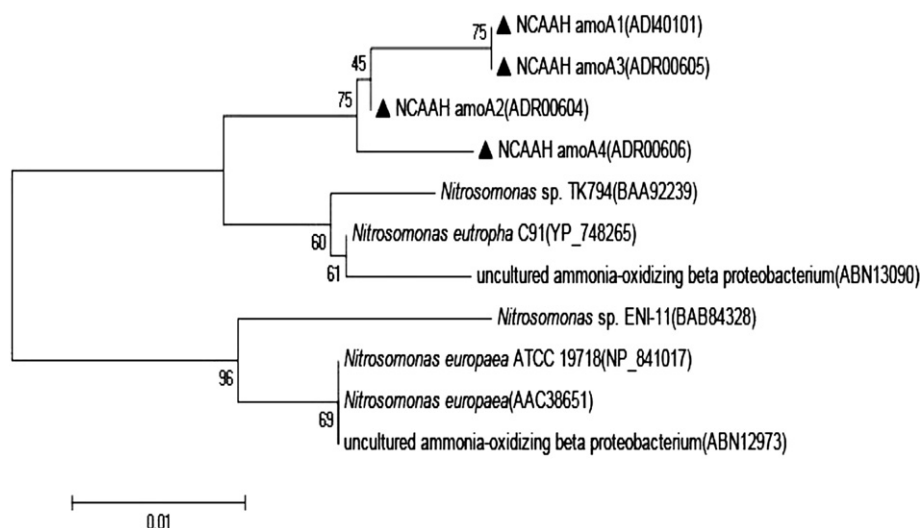 75
▲ NCAAH amoA1(ADI40101)
▲ NCAAH amoA3(ADR00605)
45
75
▲ NCAAH amoA2(ADR00604)
▲ NCAAH amoA4(ADR00606)
Nitrosomonas sp. TK794(BAA92239)
60
Nitrosomonas eutropha C91(YP_748265)
61
uncultured ammonia-oxidizing beta proteobacterium(ABN13090)
Nitrosomonas sp. ENI-11(BAB84328)
96
Nitrosomonas europaea ATCC 19718(NP_841017)
Nitrosomonas europaea(AAC38651)
69
uncultured ammonia-oxidizing beta proteobacterium(ABN12973)
0.01